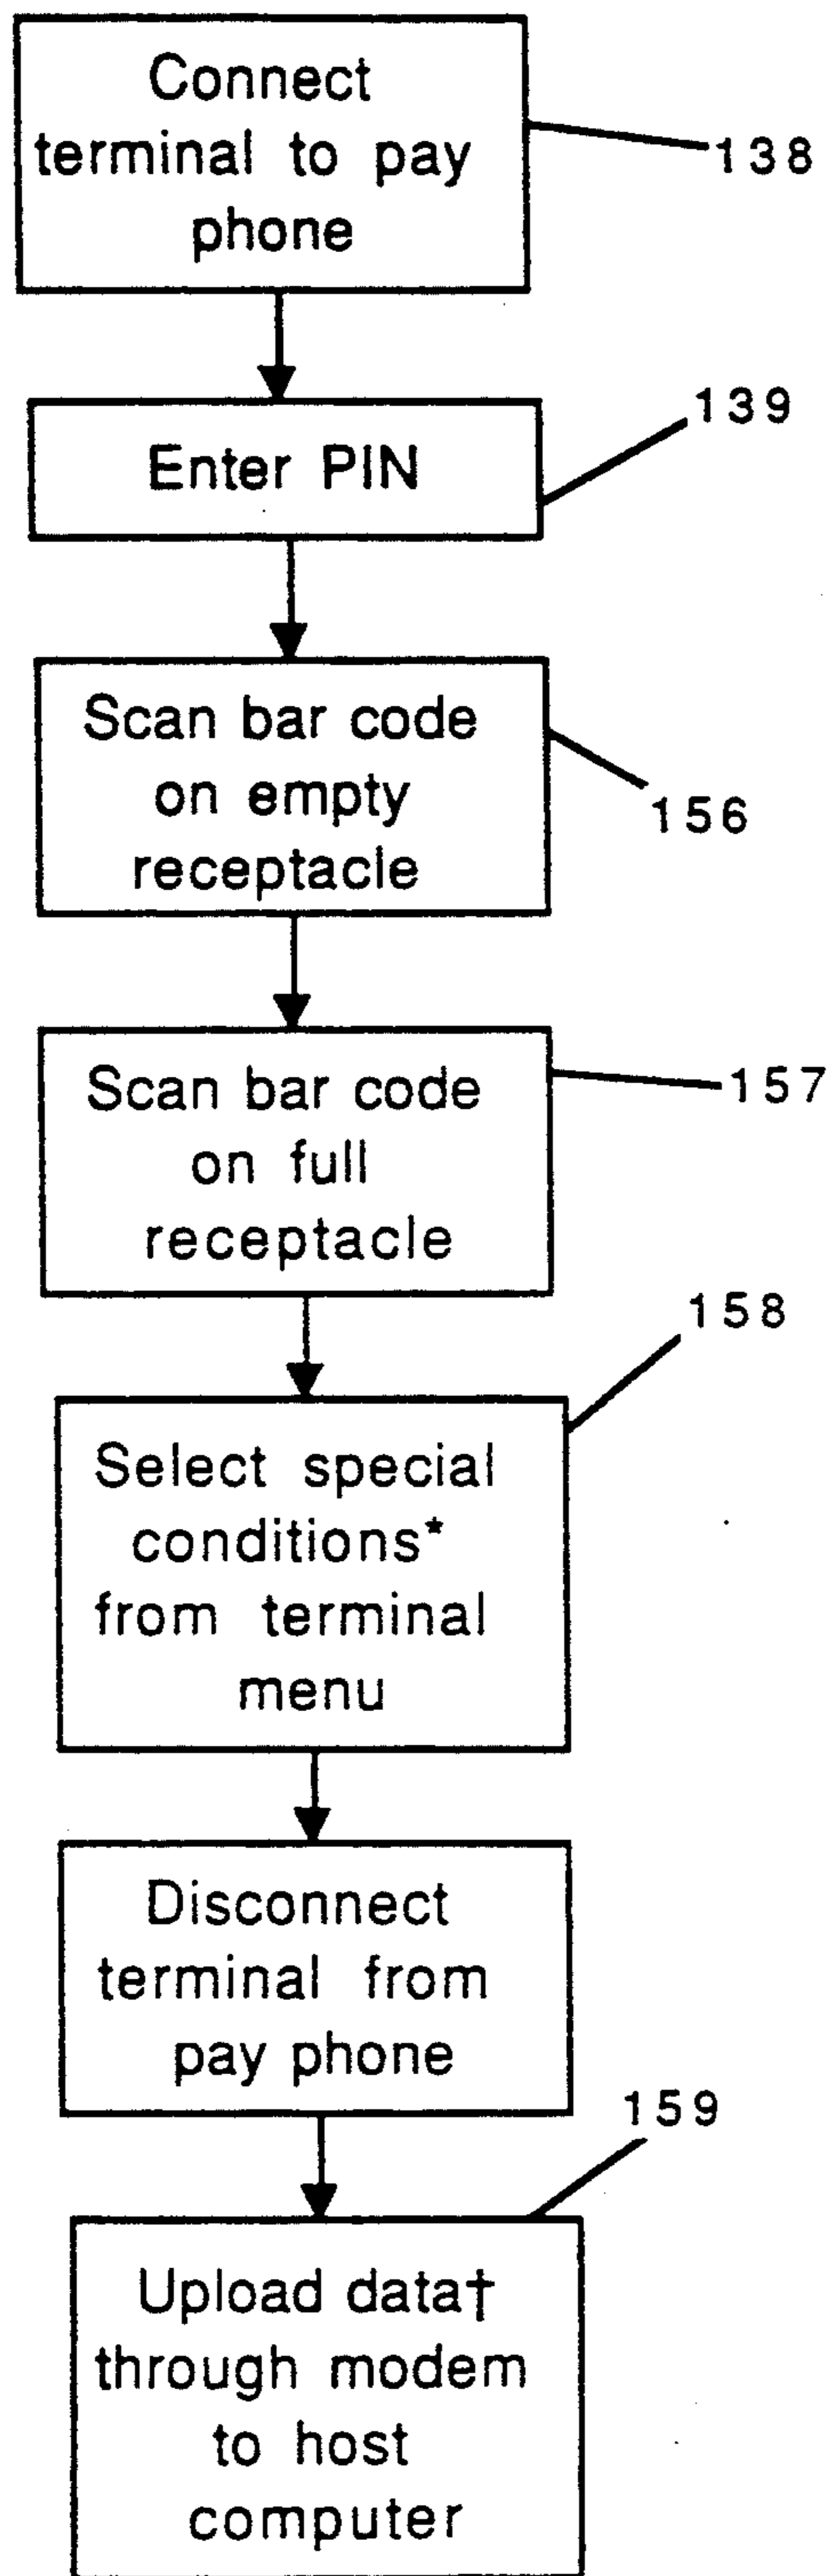 Connect
terminal to pay
phone
138
139
Enter PIN
Scan bar code
on empty
receptacle
156
Scan bar code
on full
receptacle
157
158
Select special
conditions*
from terminal
menu
Disconnect
terminal from
pay phone
159
Upload data†
through modem
to host
computer